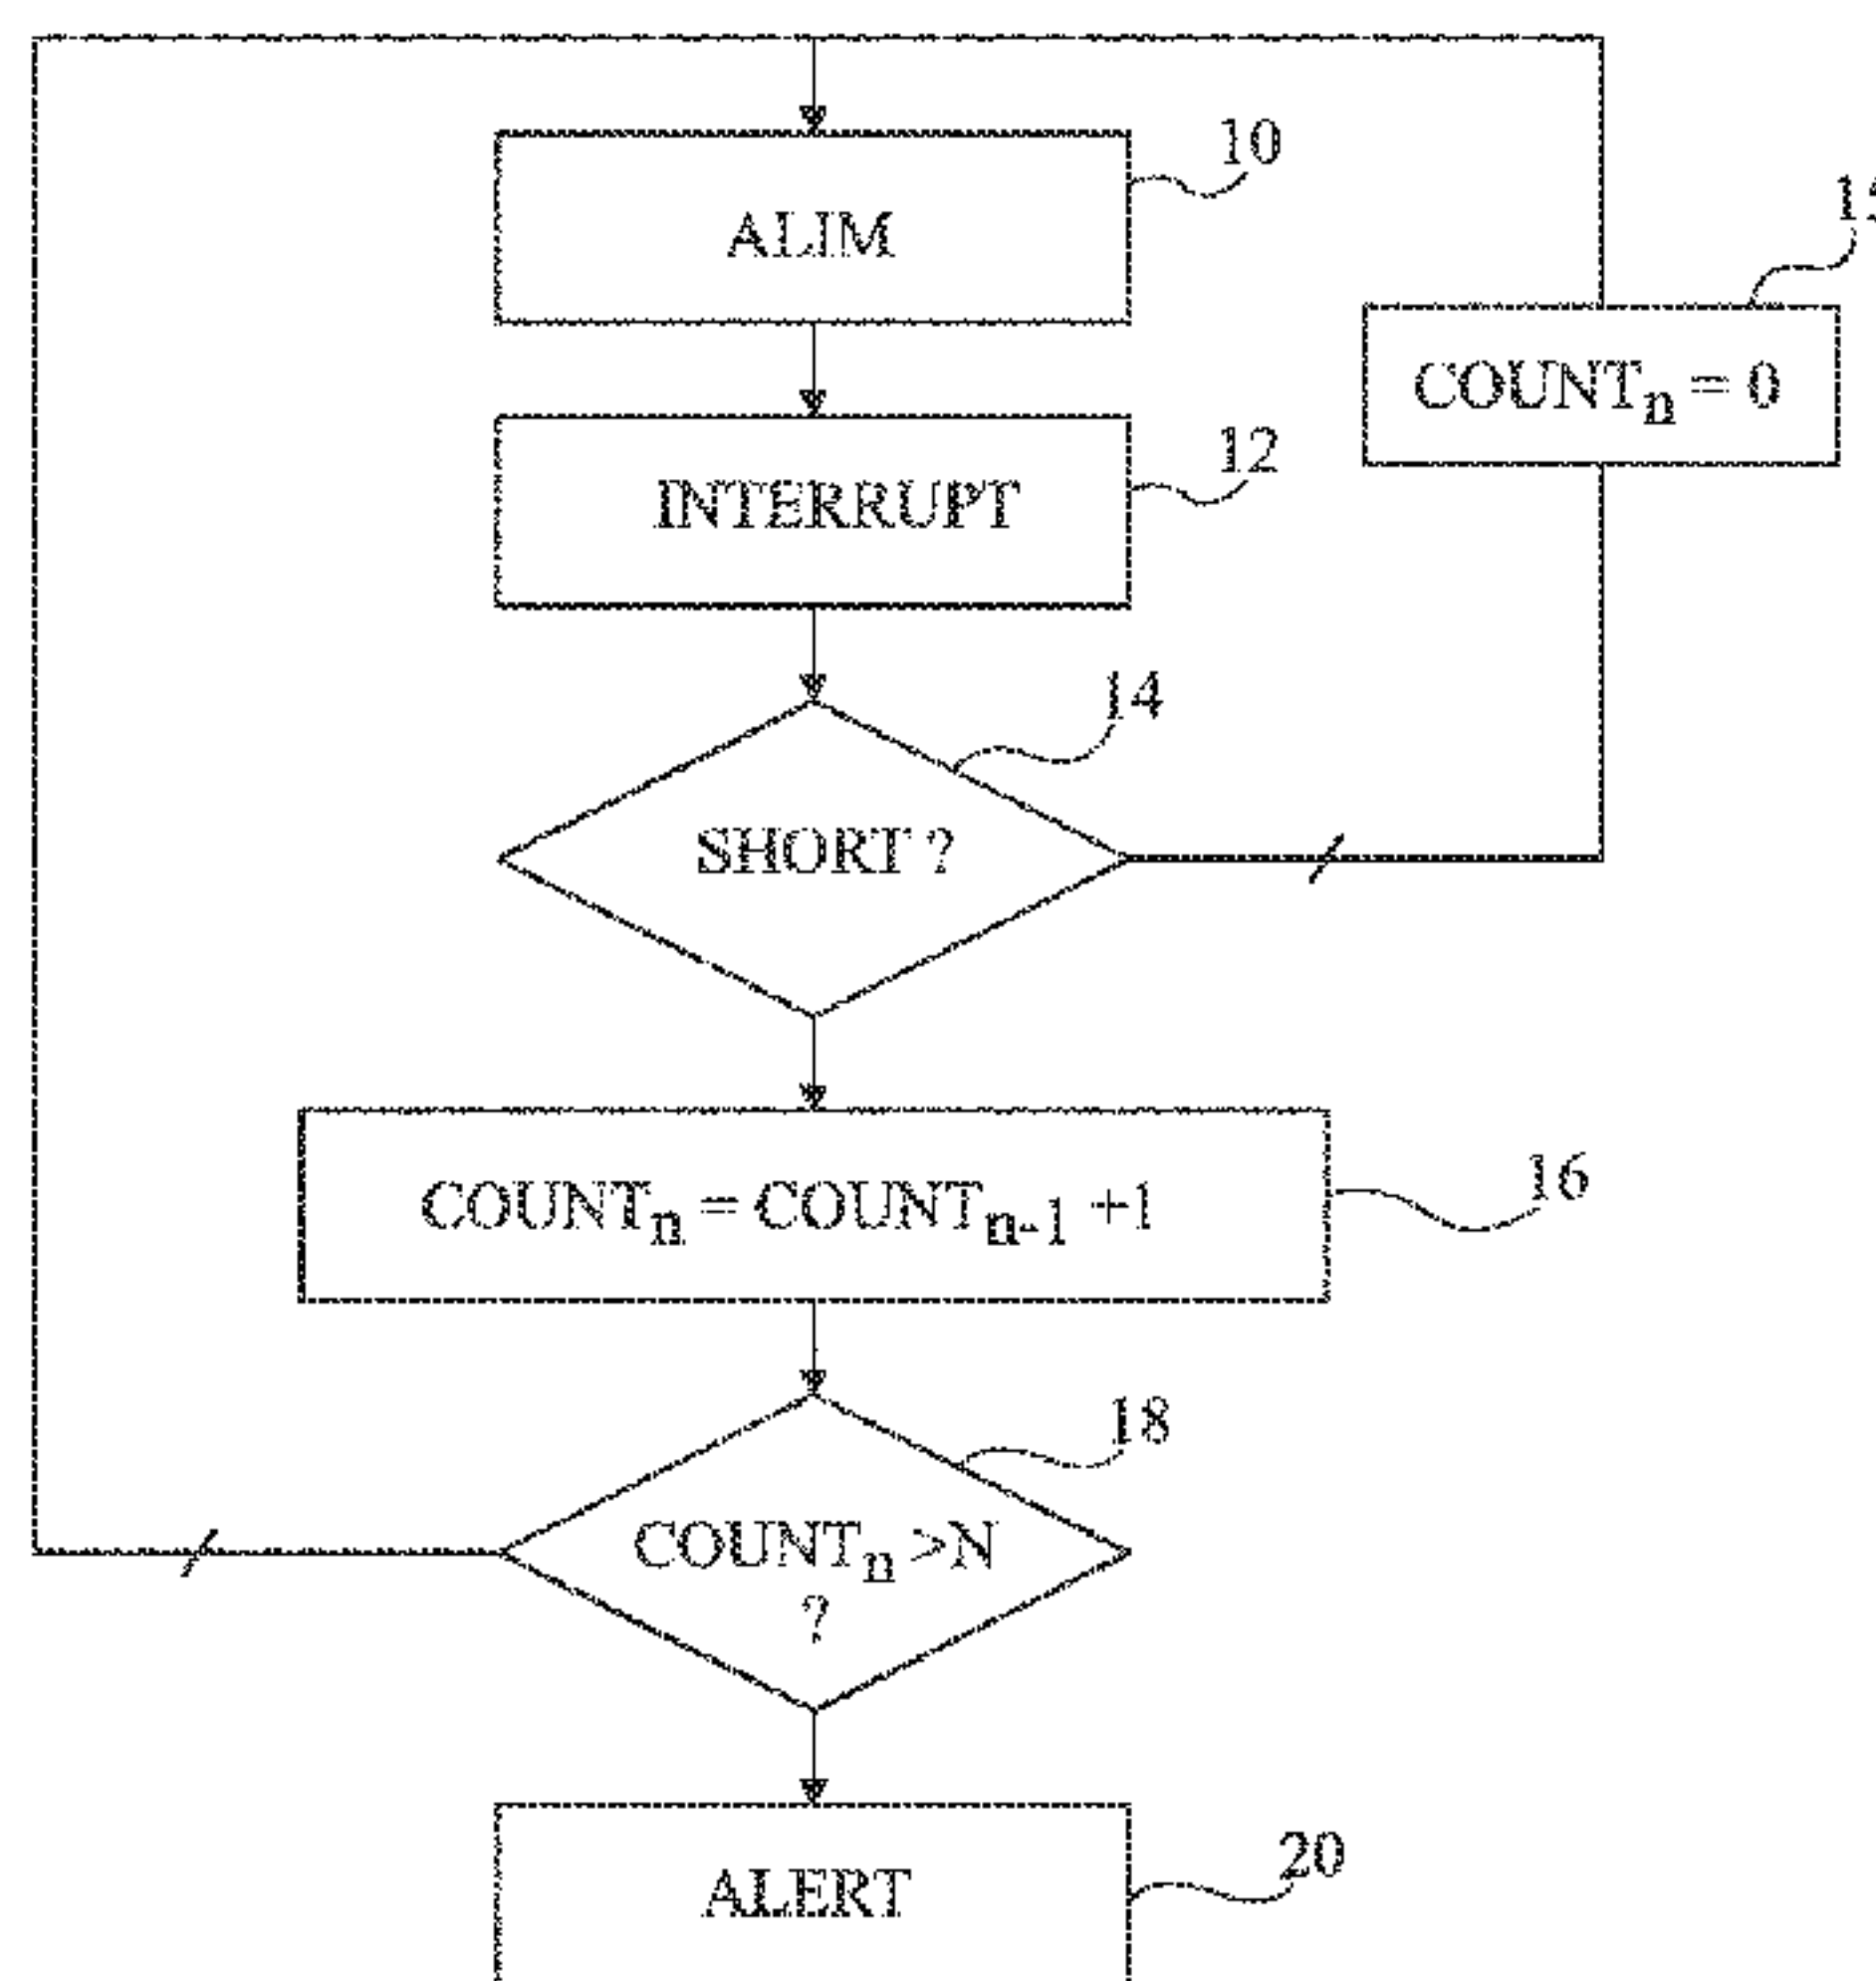 10
ALIM
15
COUNTn = 0
12
INTERRUPT
14
SHORT ?
16
COUNTn = COUNTn-1 +1
18
COUNTn >N
?
20
ALERT